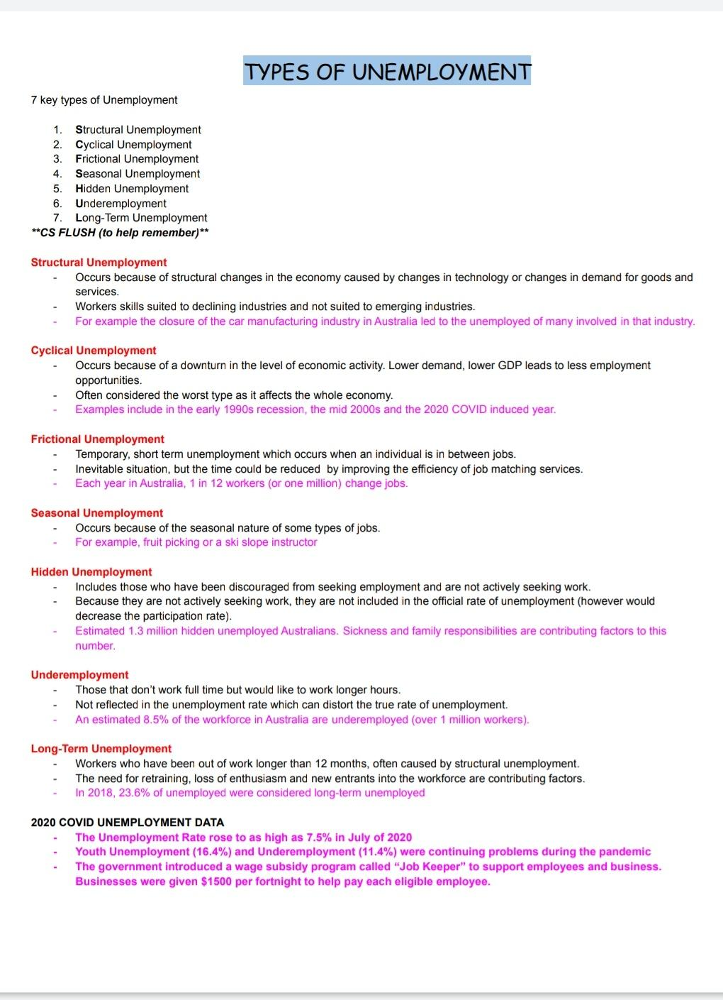 TYPES OF UNEMPLOYMENT
7 key types of Unemployment
1. Structural Unemployment
2. Cyclical Unemployment
3. Frictional Unemployment
4. Seasonal Unemployment
5. Hidden Unemployment
6. Underemployment
7. Long-Term Unemployment
**CS FLUSH (to help remember)**
Structural Unemployment
- Occurs because of structural changes in the economy caused by changes in technology or changes in demand for goods and
services.
- Workers skills suited to declining industries and not suited to emerging industries.
- For example the closure of the car manufacturing industry in Australia led to the unemployed of many involved in that industry.
Cyclical Unemployment
- Occurs because of a downturn in the level of economic activity. Lower demand, lower GDP leads to less employment
opportunities.
- Often considered the worst type as it affects the whole economy.
- Examples include in the early 1990s recession, the mid 2000s and the 2020 COVID induced year.
Frictional Unemployment
- Temporary, short term unemployment which occurs when an individual is in between jobs.
- Inevitable situation, but the time could be reduced by improving the efficiency of job matching services.
- Each year in Australia, 1 in 12 workers (or one million) change jobs.
Seasonal Unemployment
- Occurs because of the seasonal nature of some types of jobs.
- For example, fruit picking or a ski slope instructor
Hidden Unemployment
- Includes those who have been discouraged from seeking employment and are not actively seeking work.
- Because they are not actively seeking work, they are not included in the official rate of unemployment (however would
decrease the participation rate).
- Estimated 1.3 million hidden unemployed Australians. Sickness and family responsibilities are contributing factors to this
number.
Underemployment
- Those that don't work full time but would like to work longer hours.
- Not reflected in the unemployment rate which can distort the true rate of unemployment.
- An estimated 8.5% of the workforce in Australia are underemployed (over 1 million workers).
Long-Term Unemployment
- Workers who have been out of work longer than 12 months, often caused by structural unemployment.
- The need for retraining, loss of enthusiasm and new entrants into the workforce are contributing factors.
- In 2018, 23.6% of unemployed were considered long-term unemployed
2020 COVID UNEMPLOYMENT DATA
- The Unemployment Rate rose to as high as 7.5% in July of 2020
- Youth Unemployment (16.4%) and Underemployment (11.4%) were continuing problems during the pandemic
- The government introduced a wage subsidy program called “Job Keeper” to support employees and business.
Businesses were given $1500 per fortnight to help pay each eligible employee.